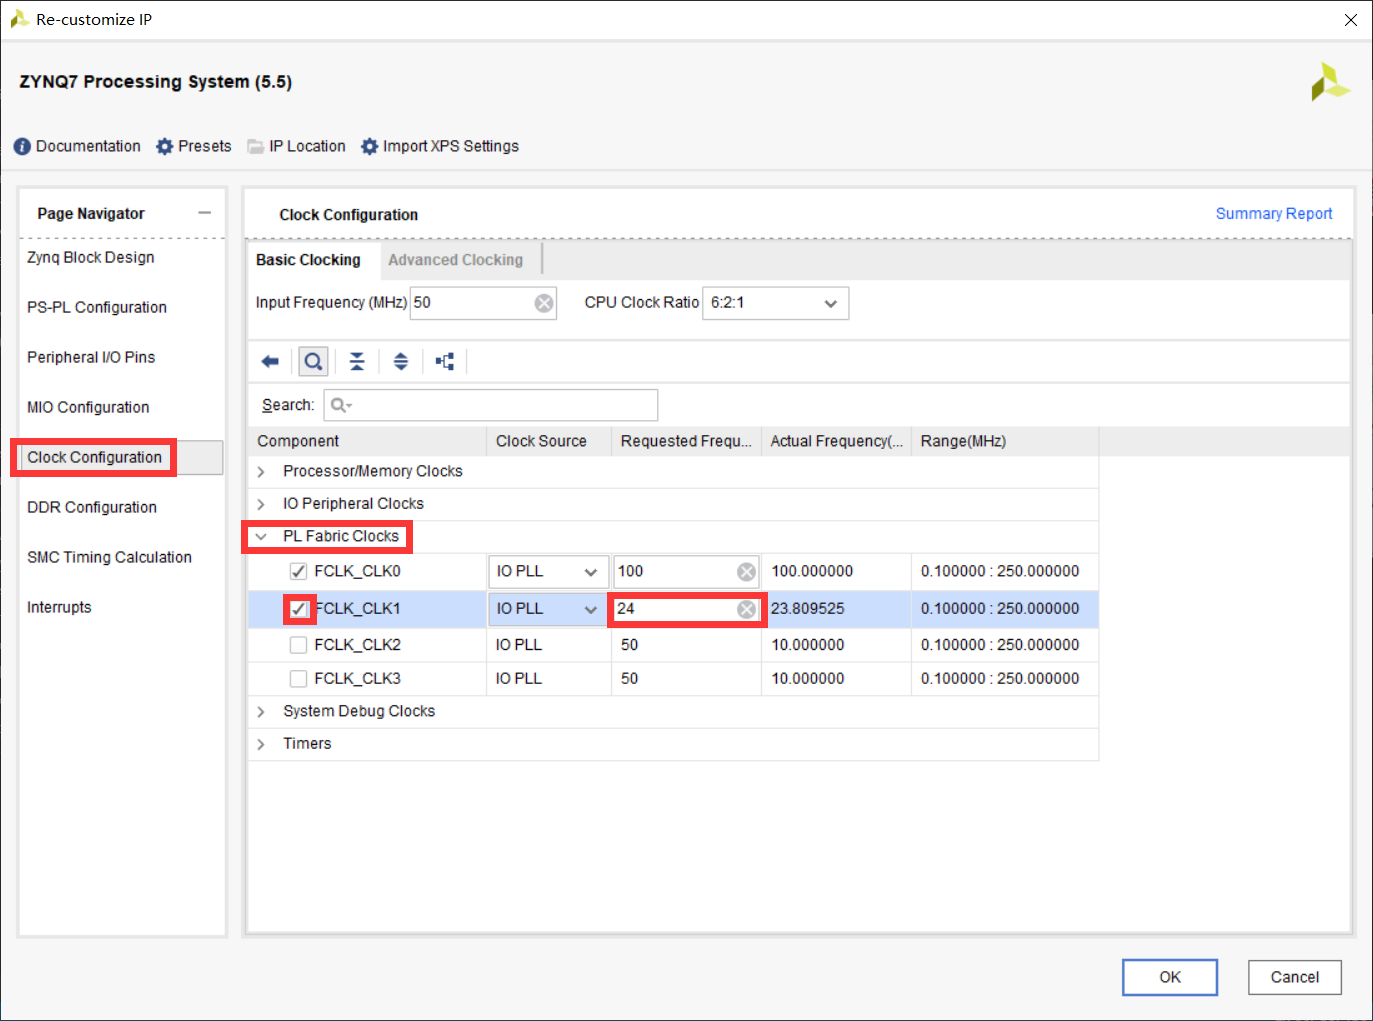 Re-customize IP
ZYNQ7 Processing System (5.5)
Documentation Presets IP Location Import XPS Settings
Page Navigator
Zynq Block Design
PS-PL Configuration
Peripheral I/O Pins
MIO Configuration
Clock Configuration
DDR Configuration
SMC Timing Calculation
Interrupts
Clock Configuration Summary Report
Basic Clocking Advanced Clocking
Input Frequency (MHz) 50 CPU Clock Ratio 6:2:1
Search:
Component Clock Source Requested Frequ... Actual Frequency(... Range(MHz)
Processor/Memory Clocks
IO Peripheral Clocks
PL Fabric Clocks
FCLK_CLK0 IO PLL 100 100.000000 0.100000 : 250.000000
FCLK_CLK1 IO PLL 24 23.809525 0.100000 : 250.000000
FCLK_CLK2 IO PLL 50 10.000000 0.100000 : 250.000000
FCLK_CLK3 IO PLL 50 10.000000 0.100000 : 250.000000
System Debug Clocks
Timers
OK Cancel